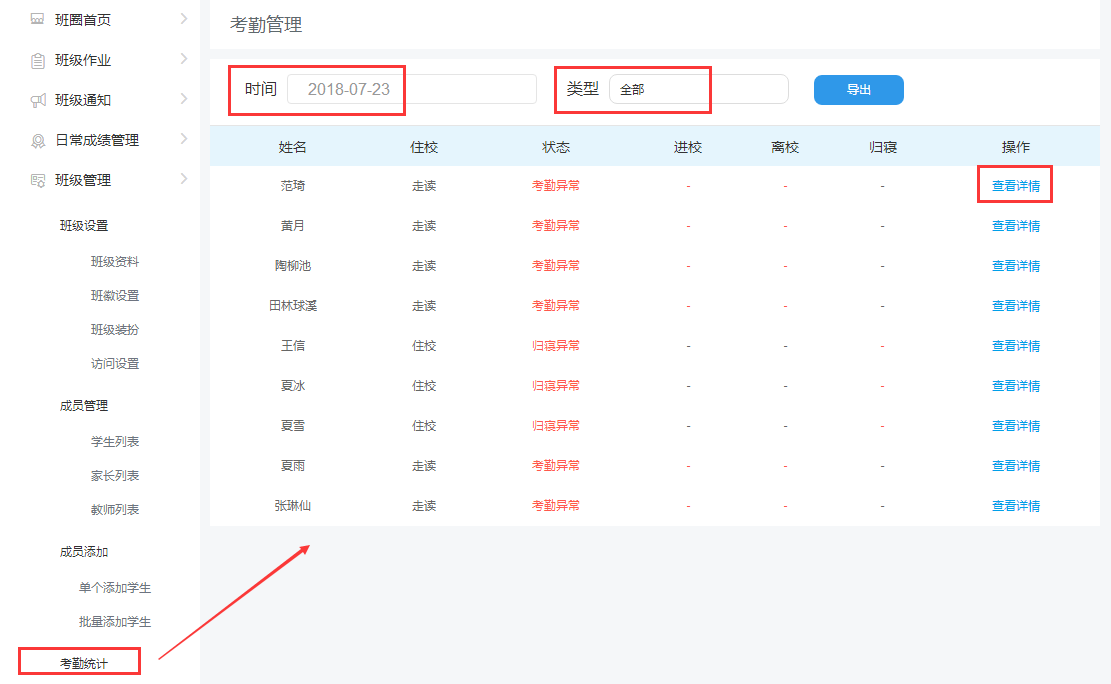 班圈首页
班级作业
班级通知
日常成绩管理
班级管理
班级设置
班级资料
班徽设置
班级装扮
访问设置
成员管理
学生列表
家长列表
教师列表
成员添加
单个添加学生
批量添加学生
考勤统计
考勤管理
时间 2018-07-23 类型 全部 导出
姓名 住校 状态 进校 离校 归寝 操作
范琦 走读 考勤异常 - - - 查看详情
黄月 走读 考勤异常 - - - 查看详情
陶柳池 走读 考勤异常 - - - 查看详情
田林球溪 走读 考勤异常 - - - 查看详情
王信 住校 归寝异常 - - - 查看详情
夏冰 住校 归寝异常 - - - 查看详情
夏雪 住校 归寝异常 - - - 查看详情
夏雨 走读 考勤异常 - - - 查看详情
张琳仙 走读 考勤异常 - - - 查看详情